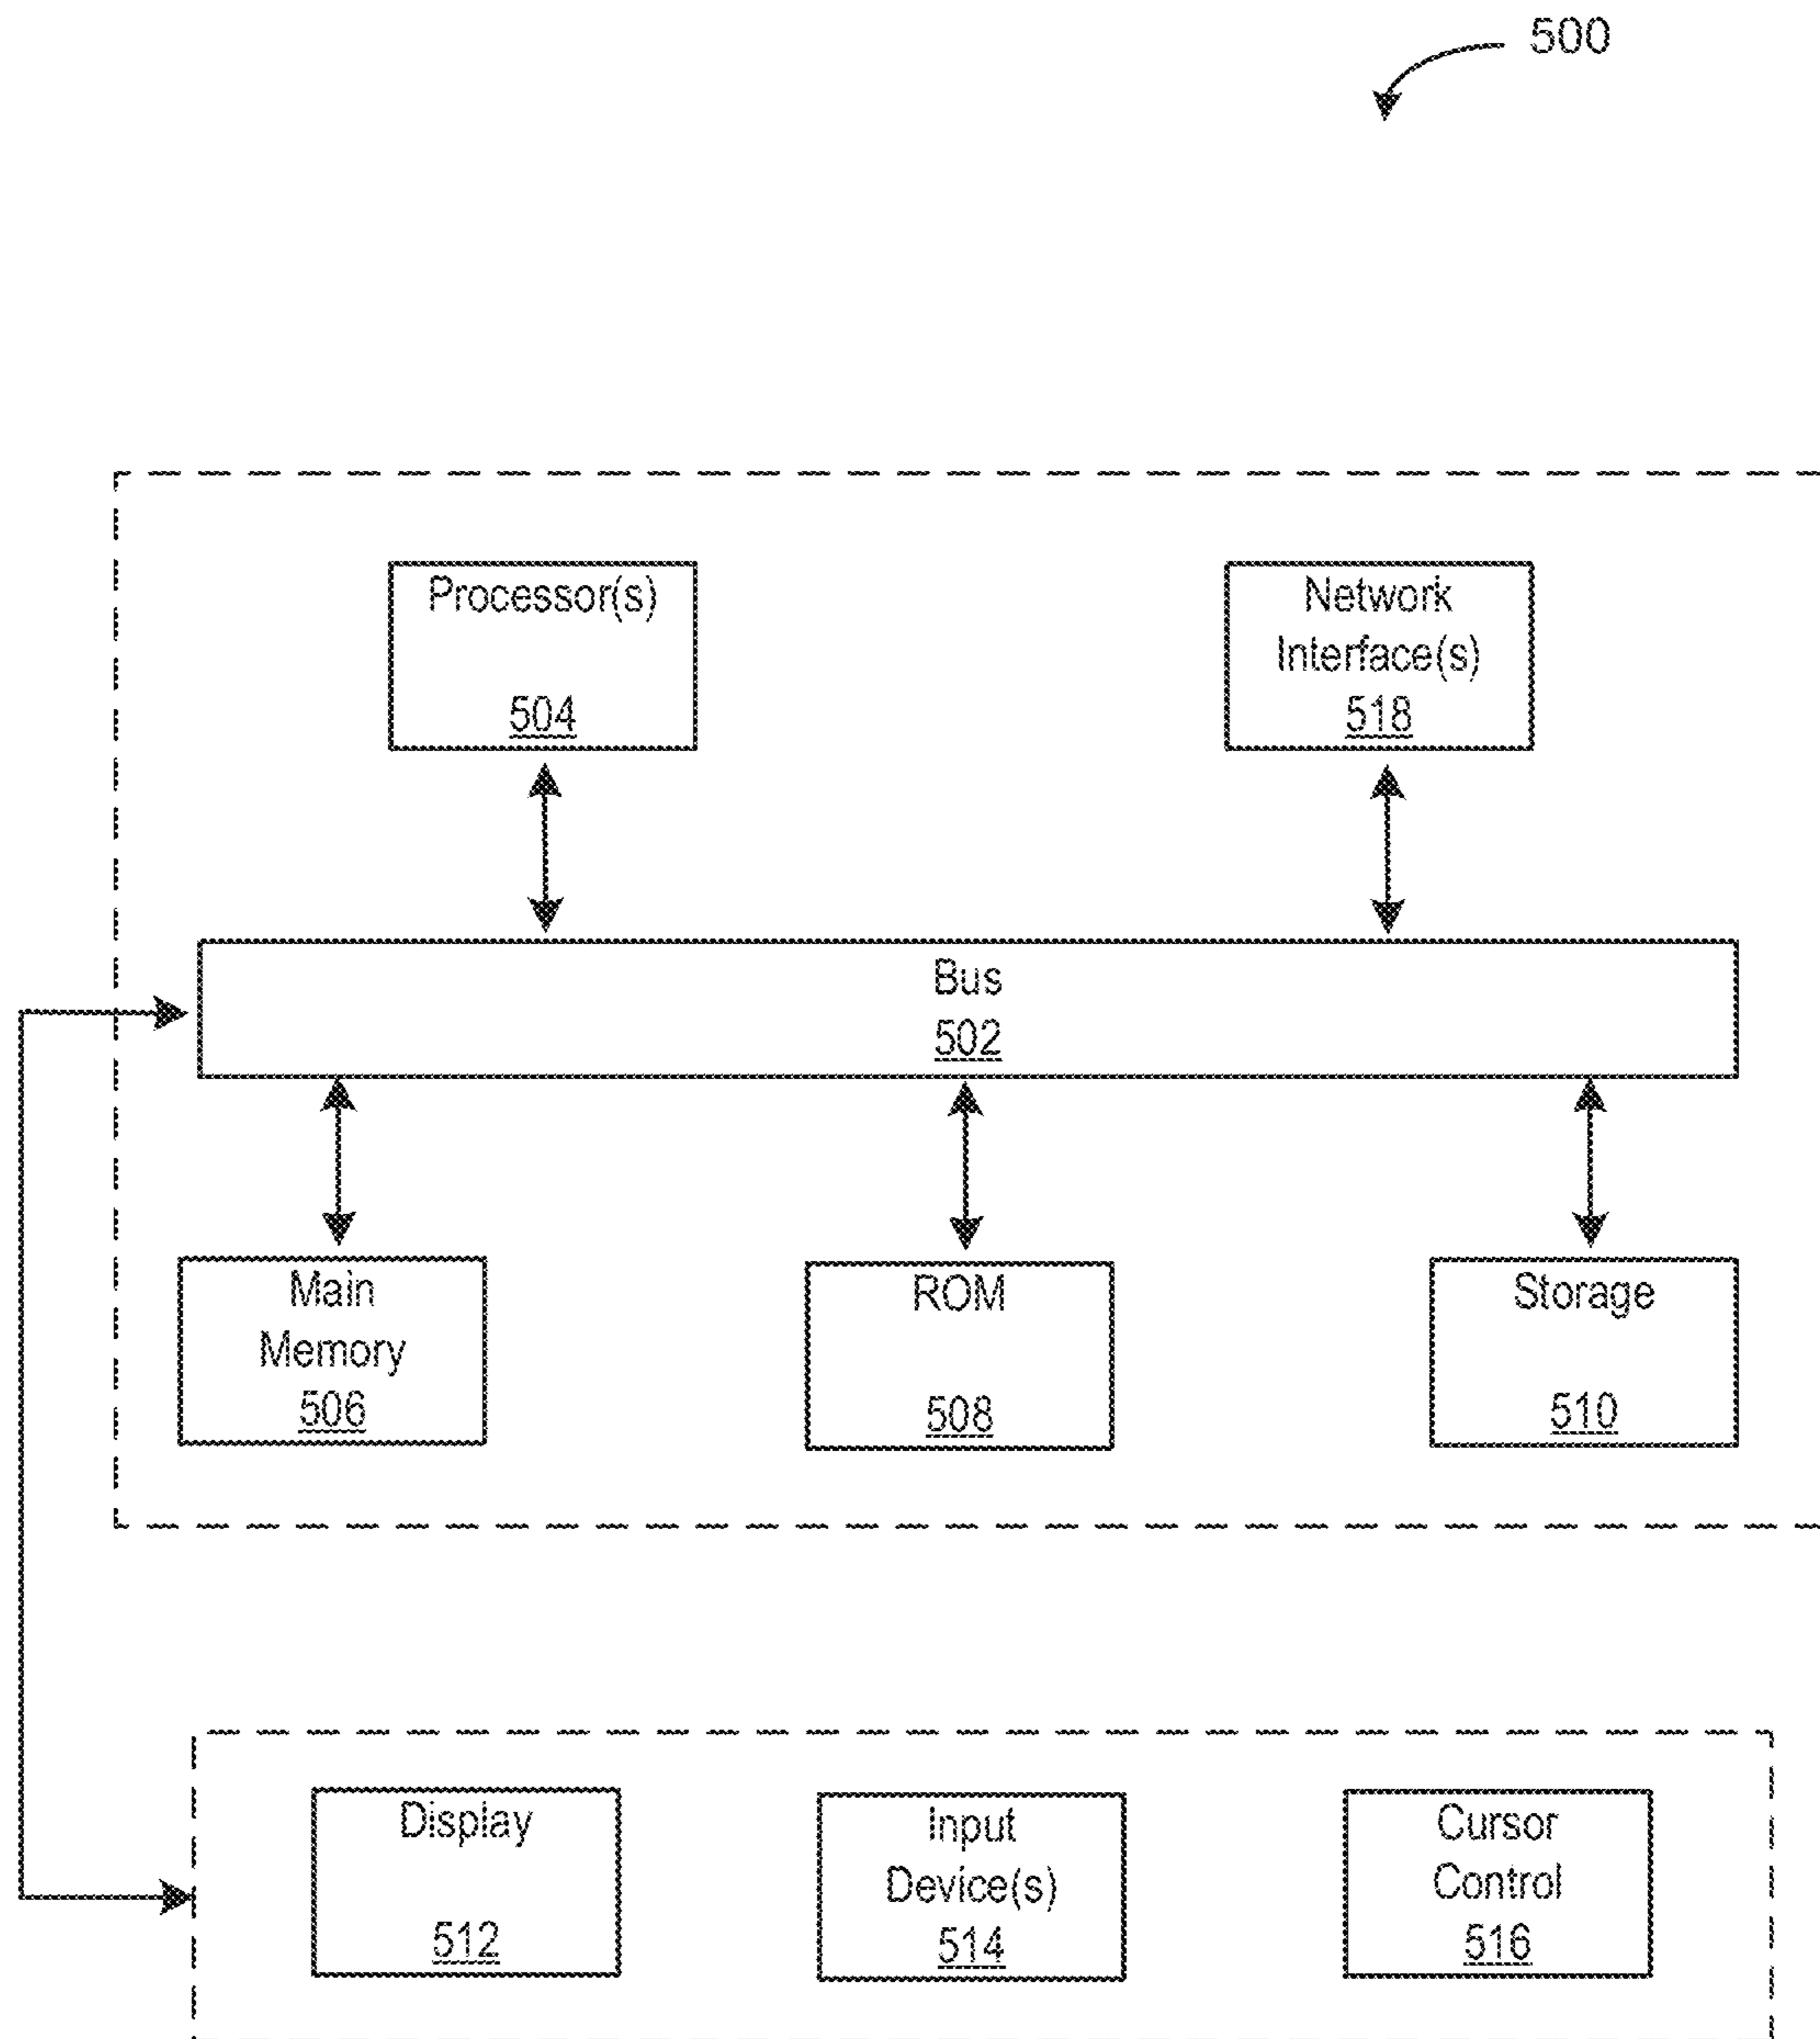 500
Processor(s)
504
Network
Interface(s)
518
Bus
502
Main
Memory
506
ROM
508
Storage
510
Display
512
Input
Device(s)
514
Cursor
Control
516